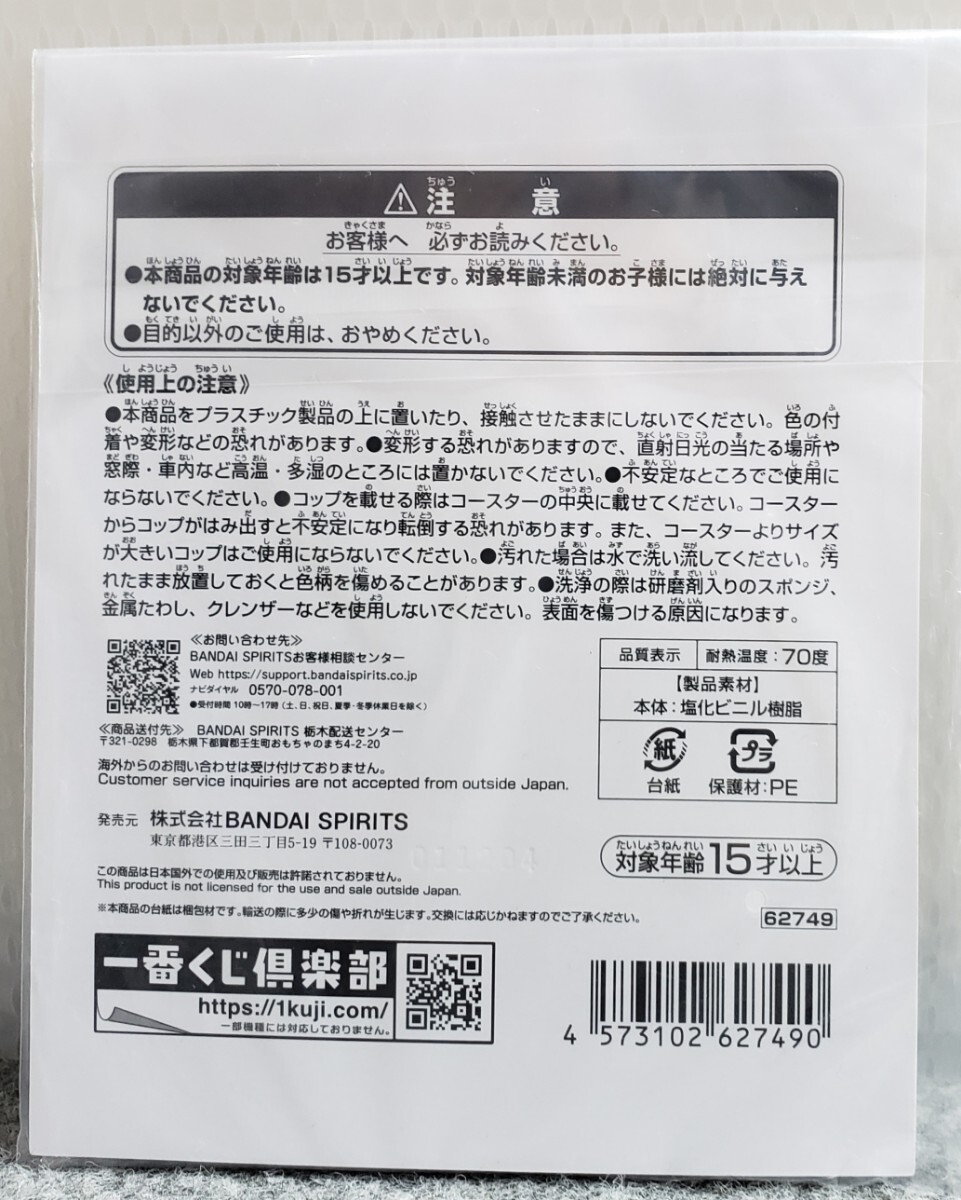 ⚠注　意
お客様へ 必ずお読みください。
●本商品の対象年齢は15才以上です。対象年齢未満のお子様には絶対に与え
ないでください。
●目的以外のご使用は、おやめください。
《使用上の注意》
●本商品をプラスチック製品の上に置いたり、接触させたままにしないでください。色の付
着や変形などの恐れがあります。●変形する恐れがありますので、直射日光の当たる場所や
窓際・車内など高温・多湿のところには置かないでください。●不安定なところでご使用に
ならないでください。●コップを載せる際はコースターの中央に載せてください。コースター
からコップがはみ出すと不安定になり転倒する恐れがあります。また、コースターよりサイズ
が大きいコップはご使用にならないでください。●汚れた場合は水で洗い流してください。汚
れたまま放置しておくと色柄を傷めることがあります。●洗浄の際は研磨剤入りのスポンジ、
金属たわし、クレンザーなどを使用しないでください。表面を傷つける原因になります。
≪お問い合わせ先≫
BANDAI SPIRITSお客様相談センター
Web https://support.bandaispirits.co.jp
ナビダイヤル 0570-078-001
●受付時間 10時～17時(土、日、祝日、夏季・冬季休業日を除く)
≪商品送付先≫ BANDAI SPIRITS 栃木配送センター
〒321-0298 栃木県下都賀郡壬生町おもちゃのまち4-2-20
海外からのお問い合わせは受け付けておりません。
Customer service inquiries are not accepted from outside Japan.
品質表示 耐熱温度：70度
【製品素材】
本体：塩化ビニル樹脂
紙 プラ
台紙 保護材：PE
発売元 株式会社BANDAI SPIRITS
東京都港区三田三丁目5-19 〒108-0073
対象年齢15才以上
この商品は日本国外での使用及び販売は許諾されておりません。
This product is not licensed for the use and sale outside Japan.
※本商品の台紙は梱包材です。輸送の際に多少の傷や折れが生じます。交換には応じかねますのでご了承ください。
62749
一番くじ倶楽部
https://1kuji.com/
一部機種には対応しておりません。
4 573102 627490